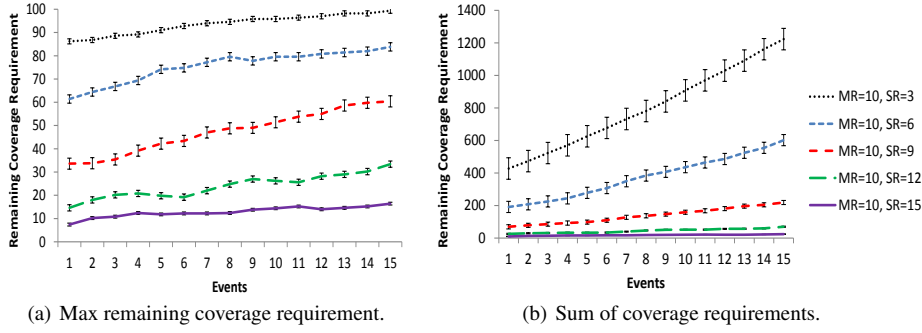 Remaining Coverage Requirement
100
90
80
70
60
50
40
30
20
10
0
1 2 3 4 5 6 7 8 9 10 11 12 13 14 15
Events
(a) Max remaining coverage requirement.
Remaining Coverage Requirement
1400
1200
1000
800
600
400
200
0
1 2 3 4 5 6 7 8 9 10 11 12 13 14 15
Events
MR=10, SR=3
MR=10, SR=6
MR=10, SR=9
MR=10, SR=12
MR=10, SR=15
(b) Sum of coverage requirements.